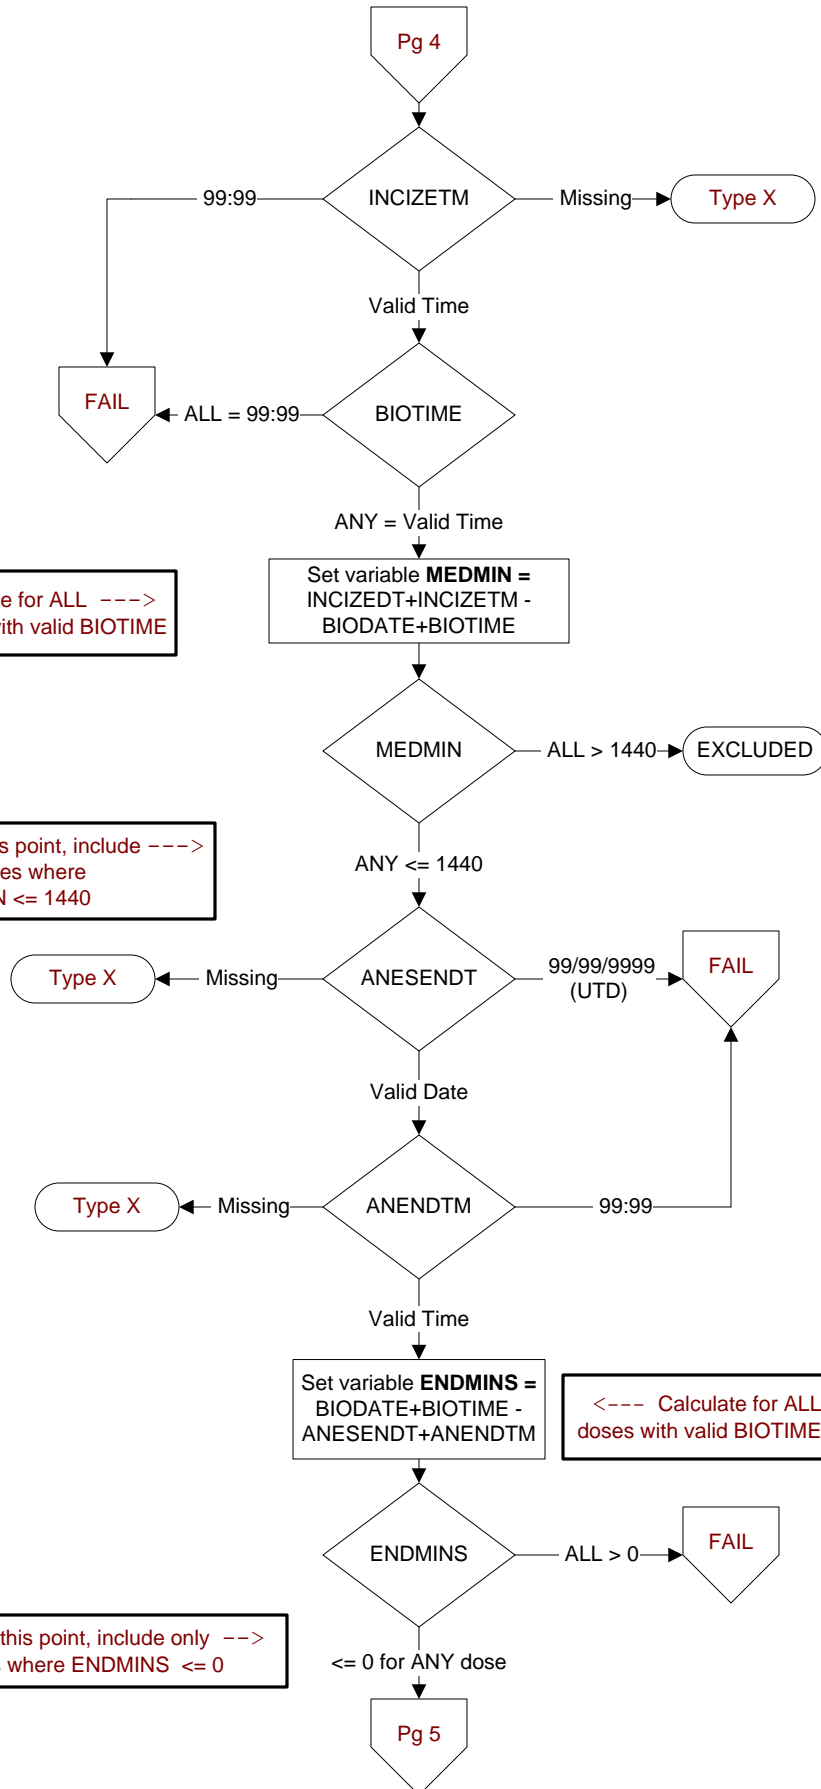 Pg 4
99:99
INCIZETM
Missing
Type X
Valid Time
FAIL
ALL = 99:99
BIOTIME
ANY = Valid Time
e for ALL --->
with valid BIOTIME
Set variable MEDMIN =
INCIZEDT+INCIZETM -
BIODATE+BIOTIME
MEDMIN
ALL > 1440
EXCLUDED
s point, include --->
es where
N <= 1440
ANY <= 1440
Type X
Missing
ANESENDT
99/99/9999
(UTD)
FAIL
Valid Date
Type X
Missing
ANENDTM
99:99
Valid Time
Set variable ENDMINS =
BIODATE+BIOTIME -
ANESENDT+ANENDTM
<--- Calculate for ALL
doses with valid BIOTIME
ENDMINS
ALL > 0
FAIL
this point, include only -->
where ENDMINS <= 0
<= 0 for ANY dose
Pg 5